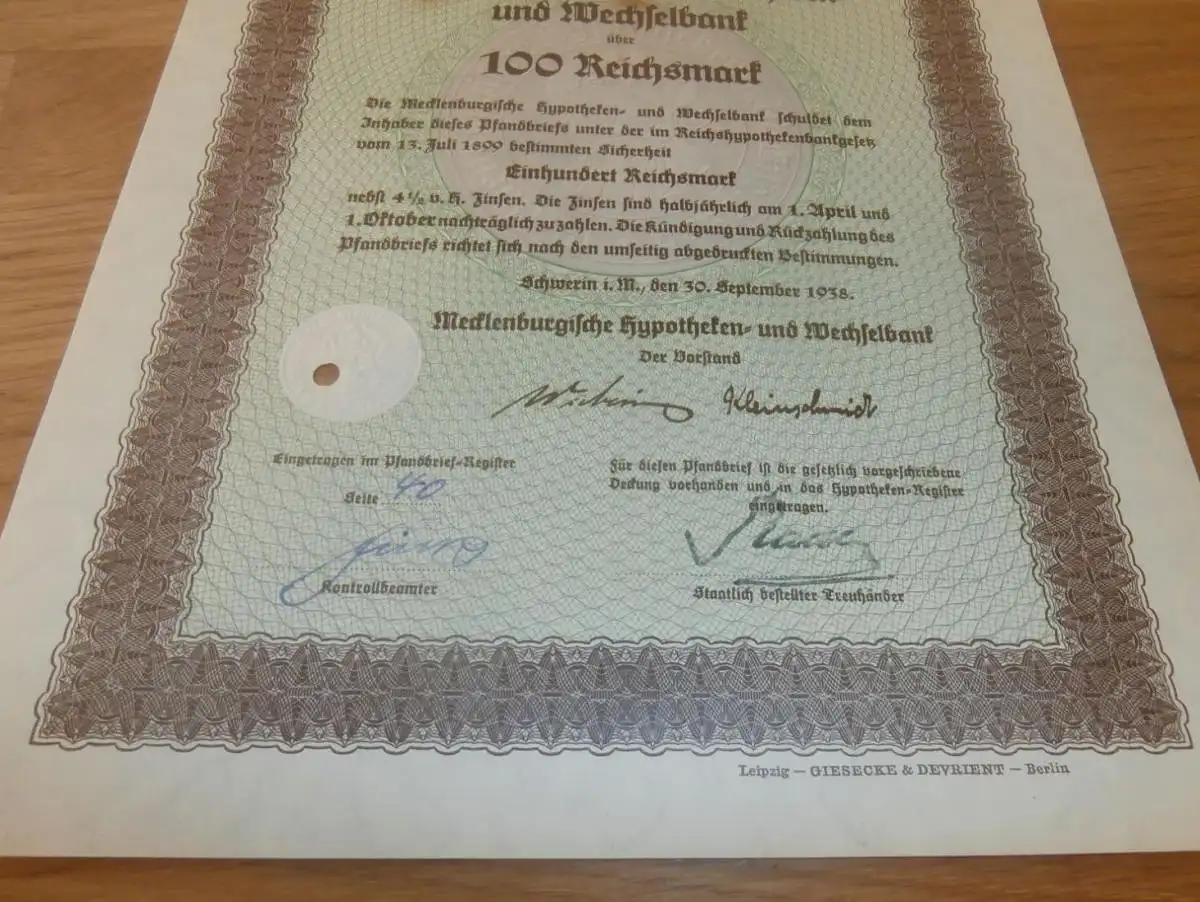 und Wechselbank
über
100 Reichsmark
Die Mecklenburgische Hypotheken- und Wechselbank schuldet dem
Inhaber dieses Pfandbriefs unter der im Reichshypothekenbankgesetz
vom 13. Juli 1899 bestimmten Sicherheit
Einhundert Reichsmark
nebst 4½ v. H. Zinsen. Die Zinsen sind halbjährlich am 1. April und
1. Oktober nachträglich zu zahlen. Die Kündigung und Rückzahlung des
Pfandbriefs richtet sich nach den umseitig abgedruckten Bestimmungen.
Schwerin i. M., den 30. September 1938.
Mecklenburgische Hypotheken- und Wechselbank
Der Vorstand
Kleinschmidt
Eingetragen im Pfandbrief-Register
Seite 40
Kontrollbeamter
Für diesen Pfandbrief ist die gesetzlich vorgeschriebene
Deckung vorhanden und in das Hypotheken-Register
eingetragen.
Staatlich bestellter Treuhänder
Leipzig — GIESECKE & DEVRIENT — Berlin